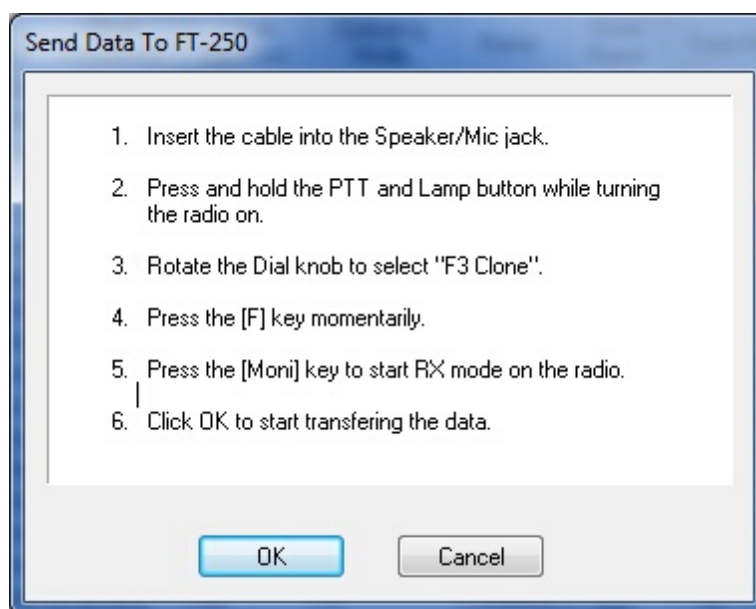 Send Data To FT-250
1. Insert the cable into the Speaker/Mic jack.
2. Press and hold the PTT and Lamp button while turning
the radio on.
3. Rotate the Dial knob to select "F3 Clone".
4. Press the [F] key momentarily.
5. Press the [Moni] key to start RX mode on the radio.
6. Click OK to start transfering the data.
OK
Cancel